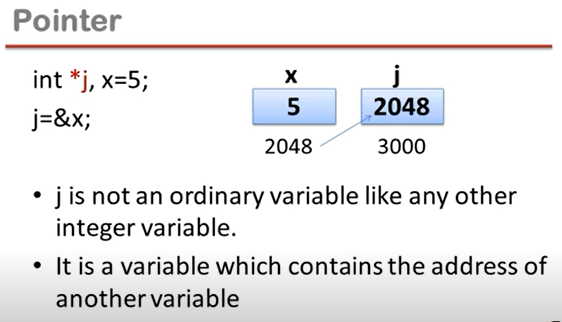 Pointer
int *j, x=5;
j=&x;
x j
5 2048
2048 3000
• j is not an ordinary variable like any other
integer variable.
• It is a variable which contains the address of
another variable